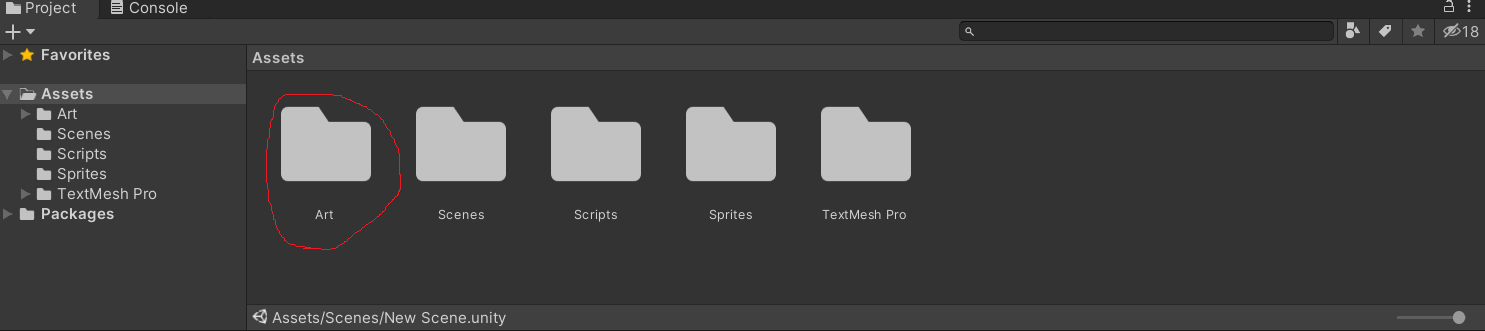 Project Console
18
Favorites
Assets
Art
Scenes
Scripts
Sprites
TextMesh Pro
Packages
Assets
Art Scenes Scripts Sprites TextMesh Pro
Assets/Scenes/New Scene.unity